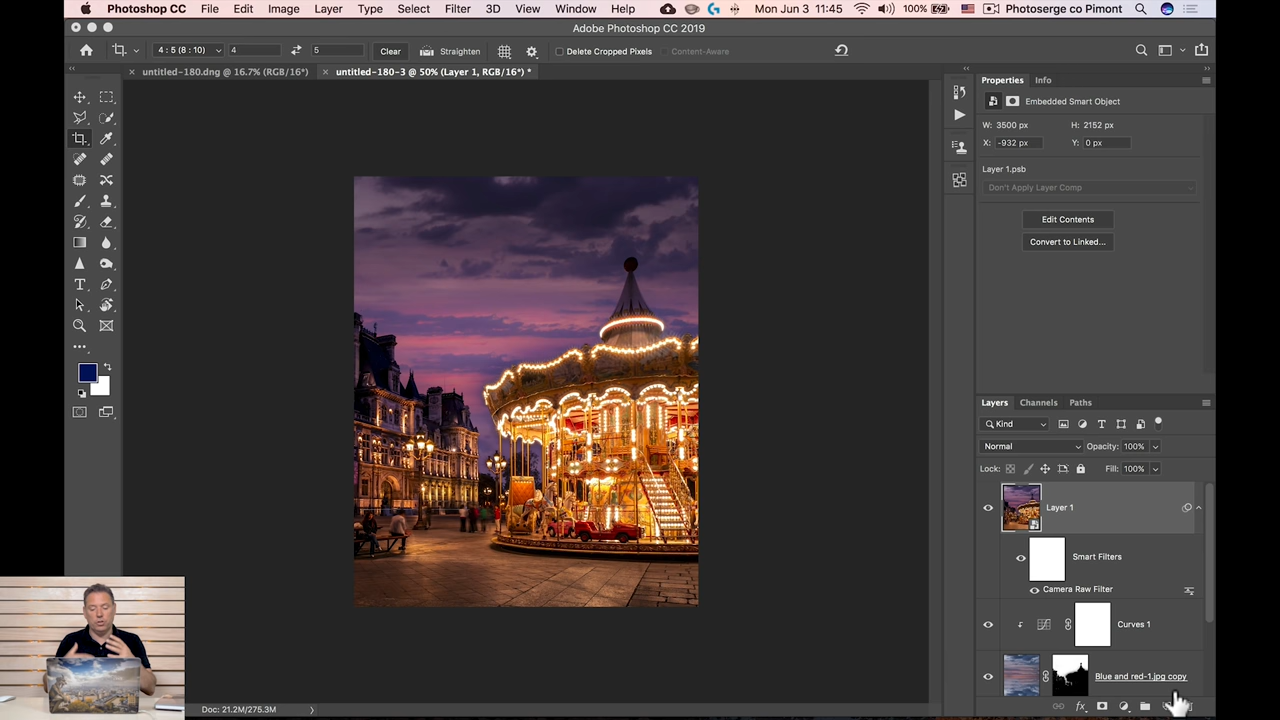 Photoshop CC File Edit Image Layer Type Select Filter 3D View Window Help 100% Mon Jun 3 11:45 Photoserge co Pimont
Adobe Photoshop CC 2019
4 : 5 (8 : 10) 4 5 Clear Straighten Delete Cropped Pixels Content-Aware
untitled-180.dng @ 16.7% (RGB/16*) untitled-180-3 @ 50% (Layer 1, RGB/16*) *
Properties Info
Embedded Smart Object
W: 3500 px H: 2152 px
X: -932 px Y: 0 px
Layer 1.psb
Don't Apply Layer Comp
Edit Contents
Convert to Linked...
Layers Channels Paths
Kind
Normal Opacity: 100%
Lock: Fill: 100%
Layer 1
Smart Filters
Camera Raw Filter
Curves 1
Blue and red-1.jpg copy
fx
Doc: 21.2M/275.3M